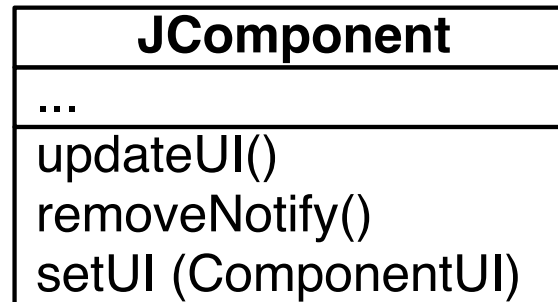 JComponent
...
updateUI()
removeNotify()
setUI (ComponentUI)